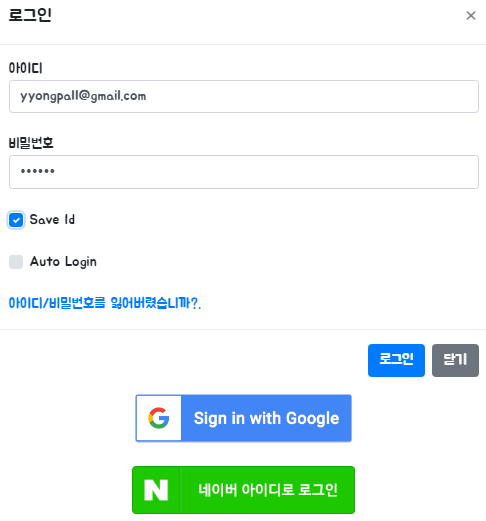 로그인 ×
아이디
yyongpa11@gmail.com
비밀번호
••••••
Save Id
Auto Login
아이디/비밀번호를 잃어버렸습니까?.
로그인 닫기
Sign in with Google
N 네이버 아이디로 로그인